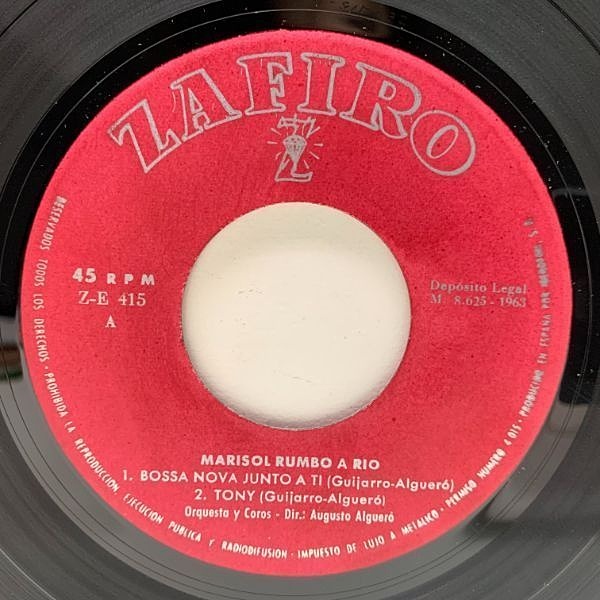 ZAFIRO
Z
45 RPM
Z-E 415
A
Depósito Legal
M. 8.625 - 1963
MARISOL RUMBO A RIO
1. BOSSA NOVA JUNTO A TI (Guijarro-Algueró)
2. TONY (Guijarro-Algueró)
Orquesta y Coros - Dir.: Augusto Algueró
RESERVADOS TODOS LOS DERECHOS - PROHIBIDA LA REPRODUCCION, EJECUCION PUBLICA Y RADIODIFUSION - IMPUESTO DE LUJO A METALICO - PERMISO NUMERO 4.015 - PRODUCIDO EN ESPAÑA POR